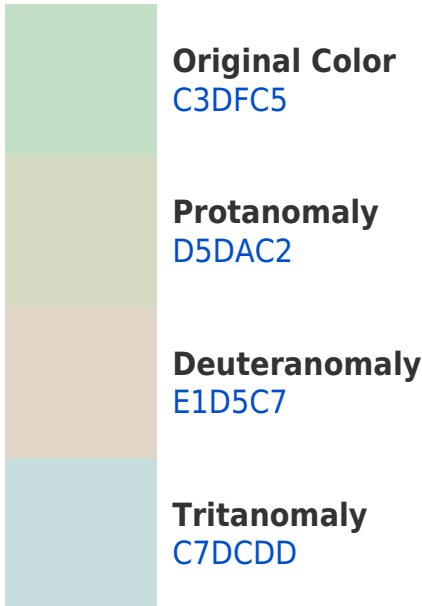 Original Color
C3DFC5
Protanomaly
D5DAC2
Deuteranomaly
E1D5C7
Tritanomaly
C7DCDD